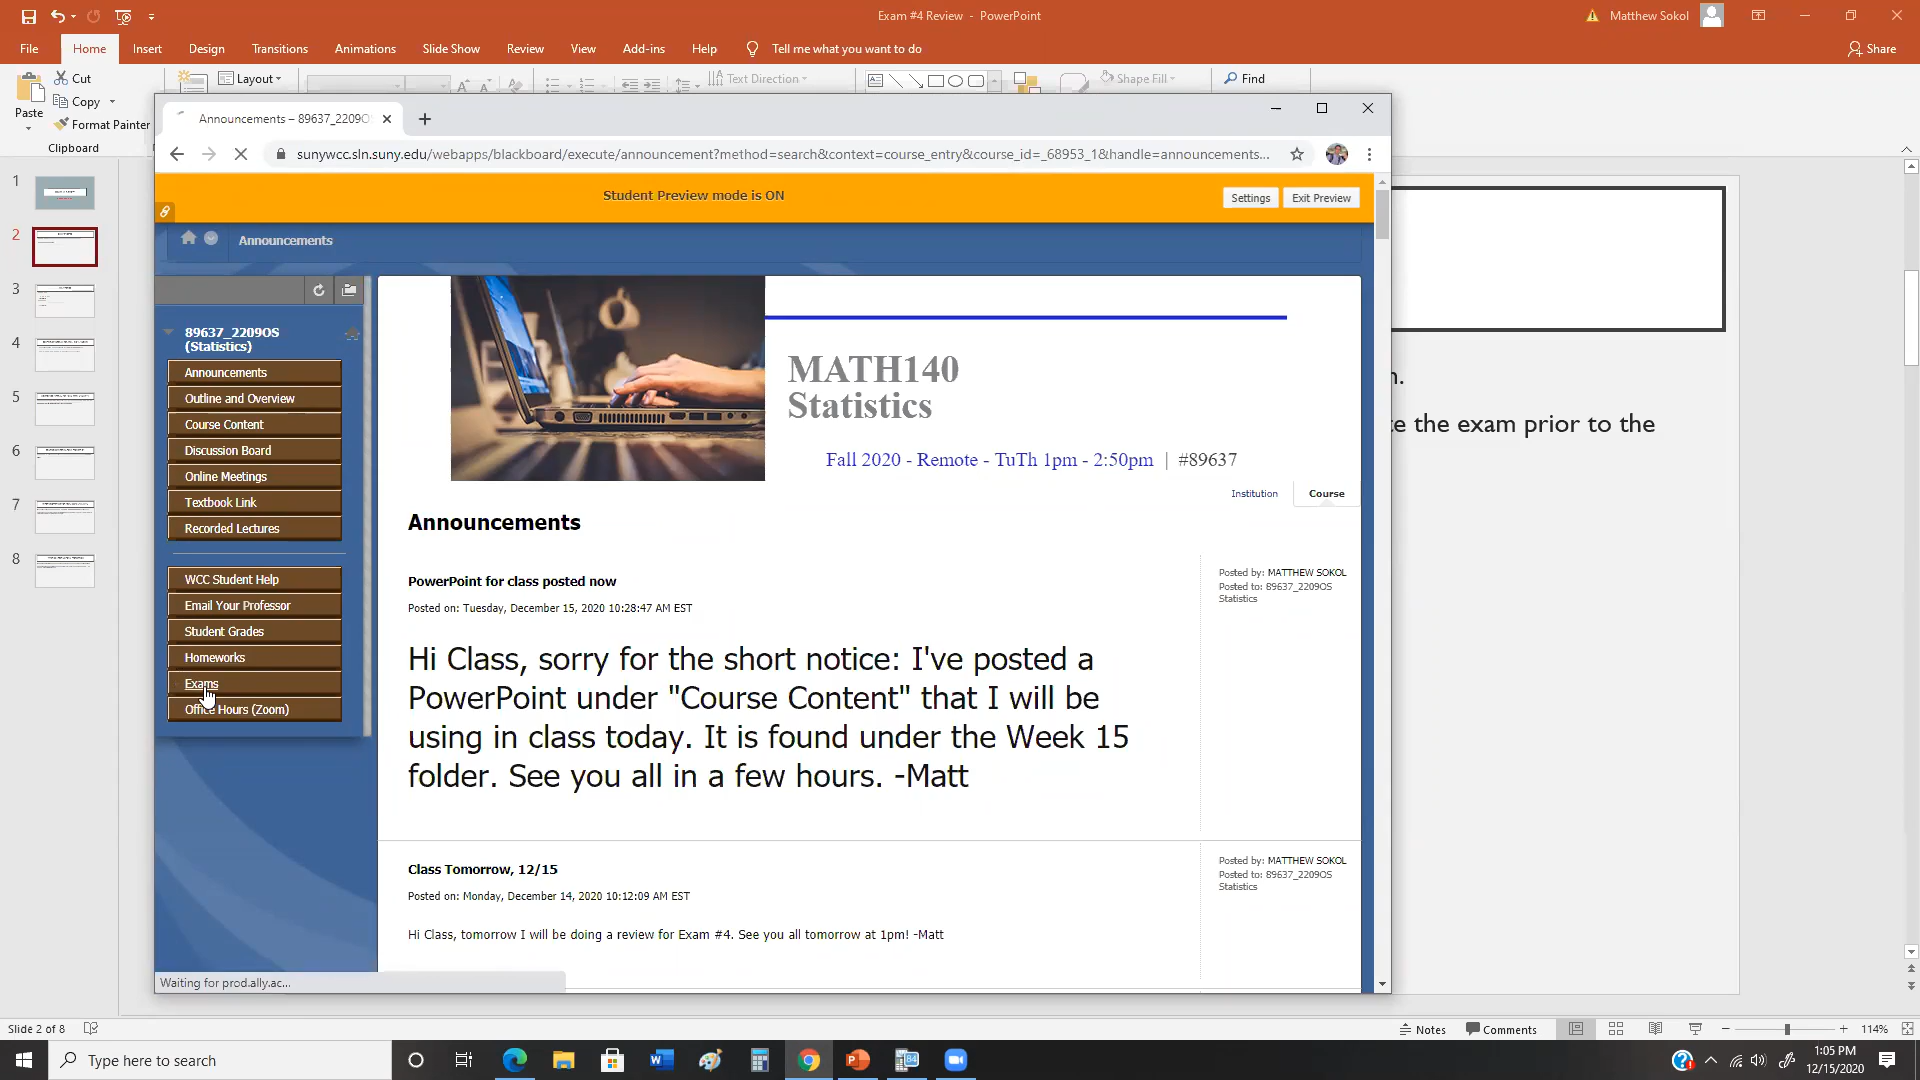 Exam #4 Review - PowerPoint
Matthew Sokol
File Home Insert Design Transitions Animations Slide Show Review View Add-ins Help Tell me what you want to do Share
Paste
Cut
Copy
Format Painter
Clipboard
Layout
Text Direction
Shape Fill
Find
Announcements – 89637_2209O
sunywcc.sln.suny.edu/webapps/blackboard/execute/announcement?method=search&context=course_entry&course_id=_68953_1&handle=announcements...
Student Preview mode is ON
Settings
Exit Preview
Announcements
89637_2209OS
(Statistics)
Announcements
Outline and Overview
Course Content
Discussion Board
Online Meetings
Textbook Link
Recorded Lectures
WCC Student Help
Email Your Professor
Student Grades
Homeworks
Exams
Office Hours (Zoom)
MATH140
Statistics
Fall 2020 - Remote - TuTh 1pm - 2:50pm | #89637
Institution
Course
Announcements
PowerPoint for class posted now
Posted on: Tuesday, December 15, 2020 10:28:47 AM EST
Hi Class, sorry for the short notice: I've posted a
PowerPoint under "Course Content" that I will be
using in class today. It is found under the Week 15
folder. See you all in a few hours. -Matt
Posted by: MATTHEW SOKOL
Posted to: 89637_2209OS
Statistics
Class Tomorrow, 12/15
Posted on: Monday, December 14, 2020 10:12:09 AM EST
Hi Class, tomorrow I will be doing a review for Exam #4. See you all tomorrow at 1pm! -Matt
Posted by: MATTHEW SOKOL
Posted to: 89637_2209OS
Statistics
Waiting for prod.ally.ac...
the exam prior to the
1
2
3
4
5
6
7
8
Slide 2 of 8
Notes
Comments
114%
Type here to search
1:05 PM
12/15/2020